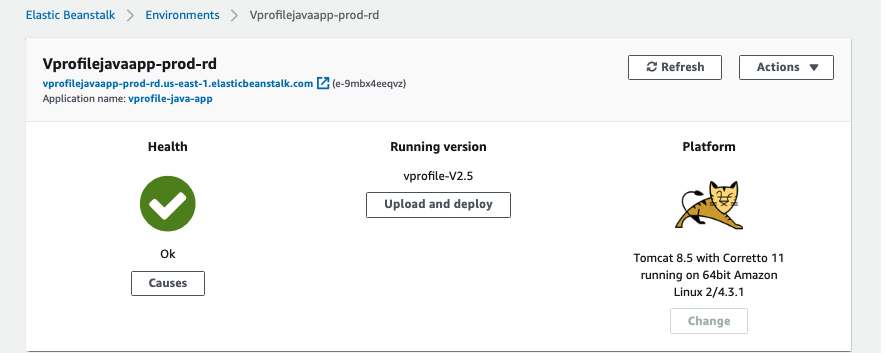 Elastic Beanstalk > Environments > Vprofilejavaapp-prod-rd
Vprofilejavaapp-prod-rd
vprofilejavaapp-prod-rd.us-east-1.elasticbeanstalk.com (e-9mbx4eeqvz)
Application name: vprofile-java-app
Refresh
Actions
Health
Ok
Causes
Running version
vprofile-V2.5
Upload and deploy
Platform
Tomcat 8.5 with Corretto 11
running on 64bit Amazon
Linux 2/4.3.1
Change